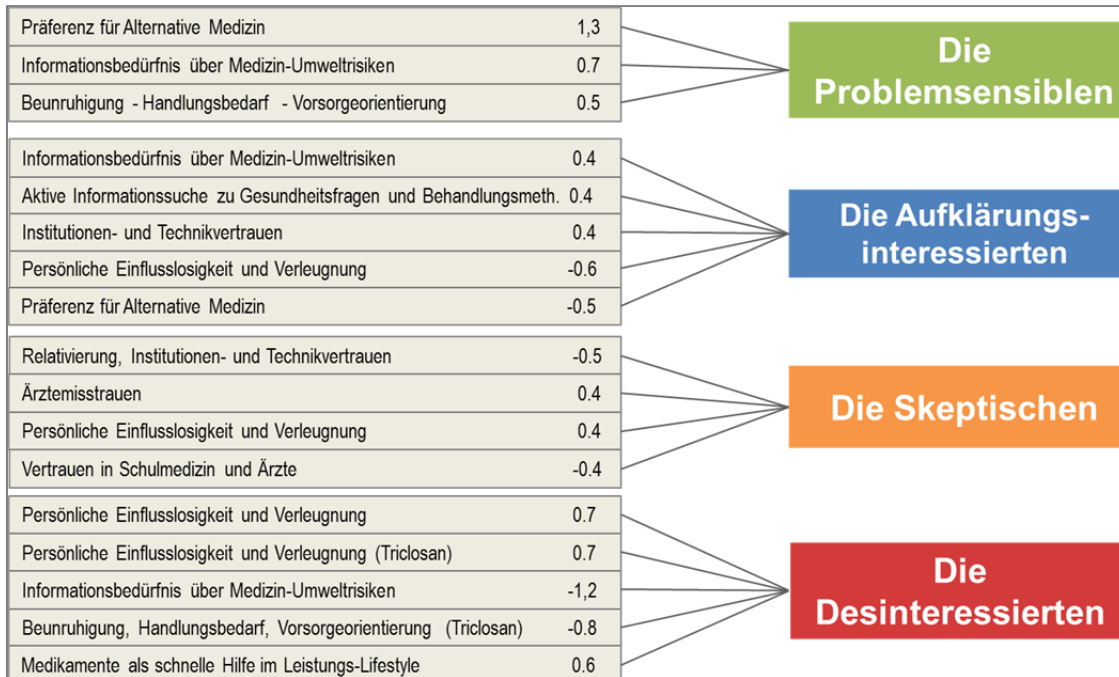 Präferenz für Alternative Medizin 1,3
Informationsbedürfnis über Medizin-Umweltrisiken 0.7
Beunruhigung - Handlungsbedarf - Vorsorgeorientierung 0.5
Die
Problemsensiblen
Informationsbedürfnis über Medizin-Umweltrisiken 0.4
Aktive Informationssuche zu Gesundheitsfragen und Behandlungsmeth. 0.4
Institutionen- und Technikvertrauen 0.4
Persönliche Einflusslosigkeit und Verleugnung -0.6
Präferenz für Alternative Medizin -0.5
Die Aufklärungs-
interessierten
Relativierung, Institutionen- und Technikvertrauen -0.5
Ärztemisstrauen 0.4
Persönliche Einflusslosigkeit und Verleugnung 0.4
Vertrauen in Schulmedizin und Ärzte -0.4
Die Skeptischen
Persönliche Einflusslosigkeit und Verleugnung 0.7
Persönliche Einflusslosigkeit und Verleugnung (Triclosan) 0.7
Informationsbedürfnis über Medizin-Umweltrisiken -1,2
Beunruhigung, Handlungsbedarf, Vorsorgeorientierung (Triclosan) -0.8
Medikamente als schnelle Hilfe im Leistungs-Lifestyle 0.6
Die
Desinteressierten